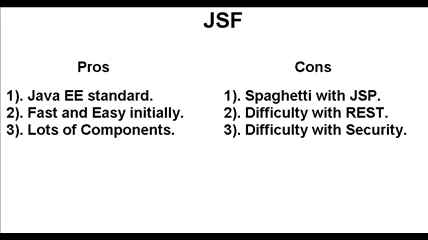 JSF
Pros
1). Java EE standard.
2). Fast and Easy initially.
3). Lots of Components.
Cons
1). Spaghetti with JSP.
2). Difficulty with REST.
3). Difficulty with Security.